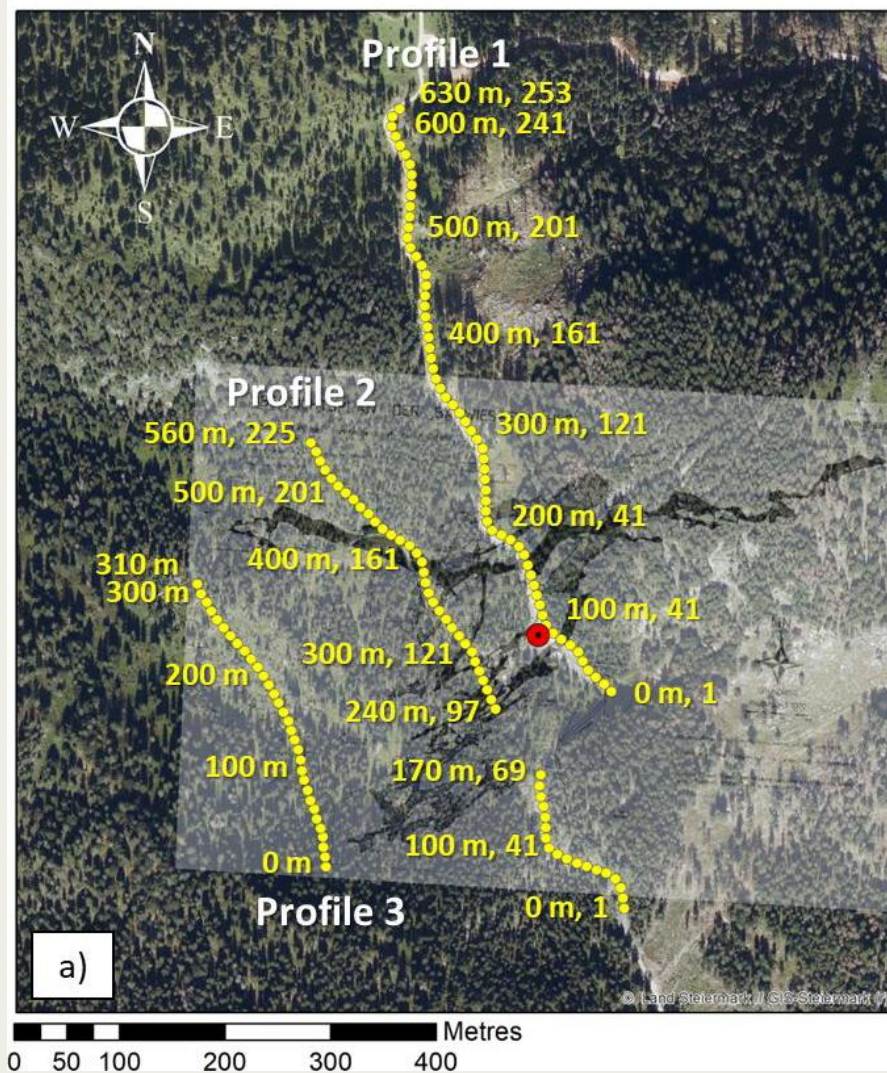 N
W E
S
Profile 1
630 m, 253
600 m, 241
500 m, 201
400 m, 161
300 m, 121
200 m, 41
100 m, 41
0 m, 1
Profile 2
DER
560 m, 225
500 m, 201
400 m, 161
300 m, 121
240 m, 97
170 m, 69
100 m, 41
0 m, 1
310 m
300 m
200 m
100 m
0 m
Profile 3
a)
© Land Steiermark // GIS-Steiermark
Metres
0 50 100 200 300 400